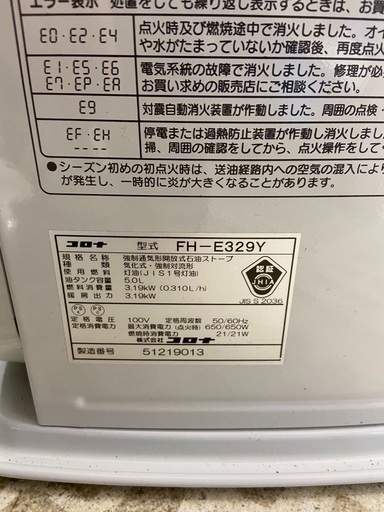 エラー表示 処置をしても繰り返し表示するときは、お買
E0・E2・E4 点火時及び燃焼途中で消火しました。オイ
や水がたまっていないか確認後、再度点火
E1・E5・E6 電気系統の故障で消火しました。修理が必
E7・EP・EA お買い求めの販売店にご相談ください。
E9 対震自動消火装置が作動しました。周囲の点検・
EF・EH 停電または過熱防止装置が作動し消火しました
掃、周囲の確認をしてから、点火操作をして
●シーズン初めの初点火時は、送油経路内への空気の混入によ
が発生し、一時的に炎が大きくなることがあります
コロナ 型式 FH-E329Y
規格 強制通気形開放式石油ストーブ
種類 気化式・強制対流形
使用燃料 灯油(JIS1号灯油)
油タンク容量 5.0L
最大燃料消費量 3.19kW (0.310L/h)
暖房出力 3.19kW
認証
JHIA
JIS S 2036
PS
PS
定格電圧 100V 定格周波数 50/60Hz
定格消費電力 最大消費電力 (点火時) 650/650W
燃焼時消費電力 21/21W
株式会社 コロナ
製造番号 51219013